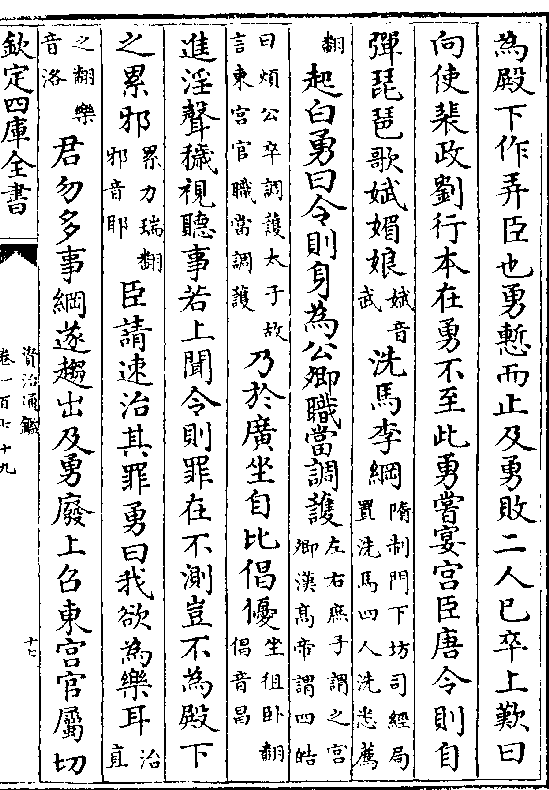 為殿下作弄臣也勇慙而止及勇敗二人已卒上歎曰
向使裴政劉行本在勇不至此勇嘗宴宮臣唐令則自
彈琵琶歌娬媚娘娬音武洗馬李綱隋制門下坊司經局置洗馬四人洗悉薦
翻起白勇曰令則身為公卿職當調護左右庶子謂之宮卿漢高帝謂四皓
曰煩公卒調護太子故言東宮官職當調護乃於廣坐自比倡優坐徂卧翻倡音昌
進淫聲穢視聽事若上聞令則罪在不測豈不為殿下
之累邪累力瑞翻邪音耶臣請速治其罪勇曰我欲為樂耳治直
之翻樂音洛君勿多事綱遂趨出及勇廢上召東宮官屬切
欽定四庫全書
資治通鑑
卷一百七十九
十七